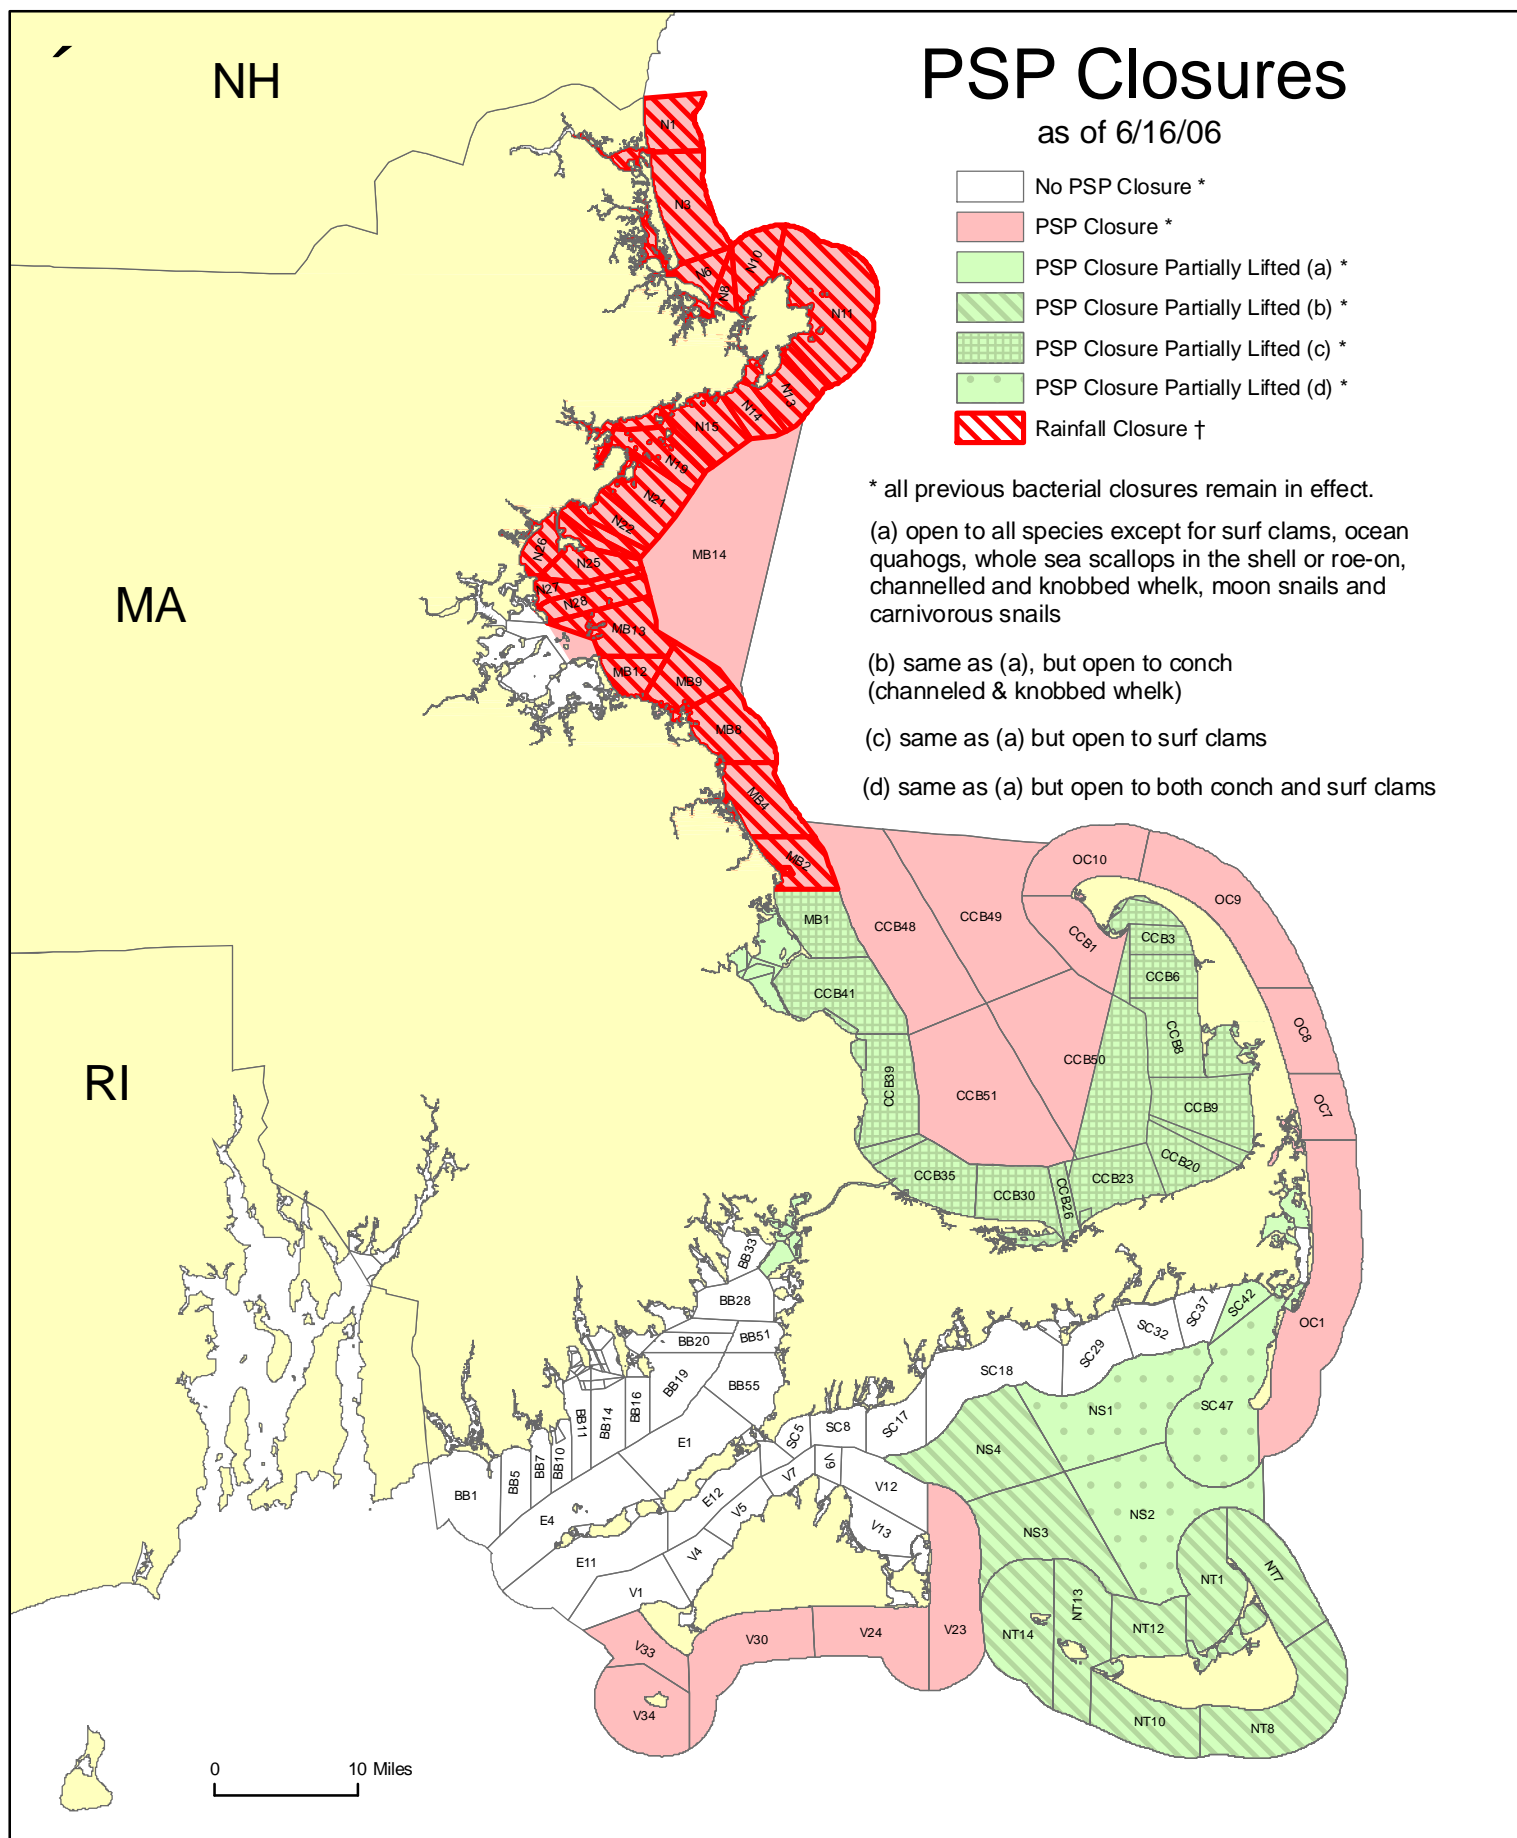 NH
PSP Closures
as of 6/16/06
No PSP Closure *
PSP Closure *
PSP Closure Partially Lifted (a) *
PSP Closure Partially Lifted (b) *
PSP Closure Partially Lifted (c) *
PSP Closure Partially Lifted (d) *
Rainfall Closure †
* all previous bacterial closures remain in effect.
(a) open to all species except for surf clams, ocean
quahogs, whole sea scallops in the shell or roe-on,
channelled and knobbed whelk, moon snails and
carnivorous snails
(b) same as (a), but open to conch
(channeled & knobbed whelk)
(c) same as (a) but open to surf clams
(d) same as (a) but open to both conch and surf clams
MA
RI
N1
N3
N6
N8
N10
N11
N13
N14
N15
N19
N21
N22
N25
N26
N27
N28
MB14
MB13
MB12
MB9
MB8
MB4
MB2
MB1
CCB48
CCB49
CCB1
OC10
OC9
CCB3
CCB6
CCB41
CCB8
OC8
CCB50
CCB39
CCB51
CCB9
OC7
CCB20
CCB35
CCB30
CCB26
CCB23
BB33
BB28
BB20
BB51
BB19
BB55
BB16
BB14
BB11
BB10
BB7
BB5
BB1
E1
E4
E11
E12
SC5
SC8
SC17
SC18
SC29
SC32
SC37
SC42
SC47
OC1
NS1
NS4
NS2
NS3
V7
V9
V12
V5
V13
V4
V1
V33
V30
V24
V23
V34
NT1
NT7
NT13
NT14
NT12
NT10
NT8
0 10 Miles